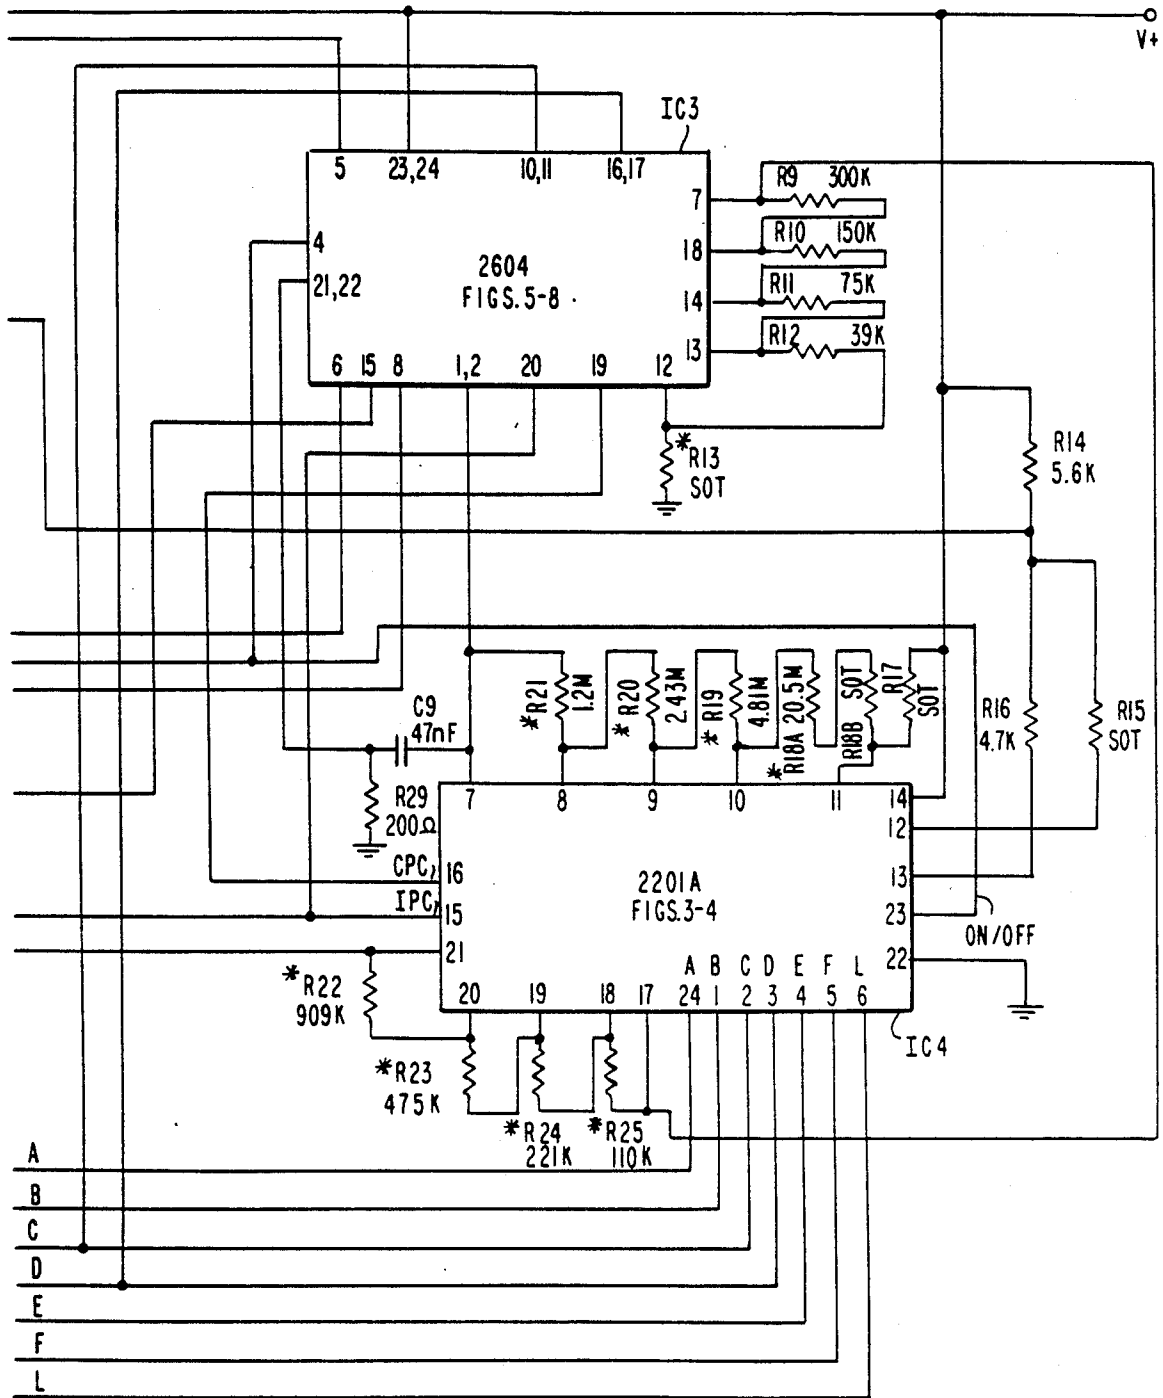 V+
IC3
5
23,24
10,11
16,17
7
R9 300K
4
18
R10 150K
21,22
2604
FIGS. 5-8
14
R11 75K
13
R12 39K
6
15
8
1,2
20
19
12
*R13
SOT
R14
5.6K
*R21
1.2M
*R20
2.43M
*R19
4.81M
*R18A 20.5M
R18B
SOT
R17
SOT
C9
47nF
R16
4.7K
R15
SOT
R29
200Ω
7
8
9
10
11
14
12
CPC,
16
IPC,
15
2201A
FIGS.3-4
13
23
ON/OFF
21
22
A
B
C
D
E
F
L
20
19
18
17
24
1
2
3
4
5
6
*R22
909K
IC4
*R23
475K
*R24
221K
*R25
110K
A
B
C
D
E
F
L